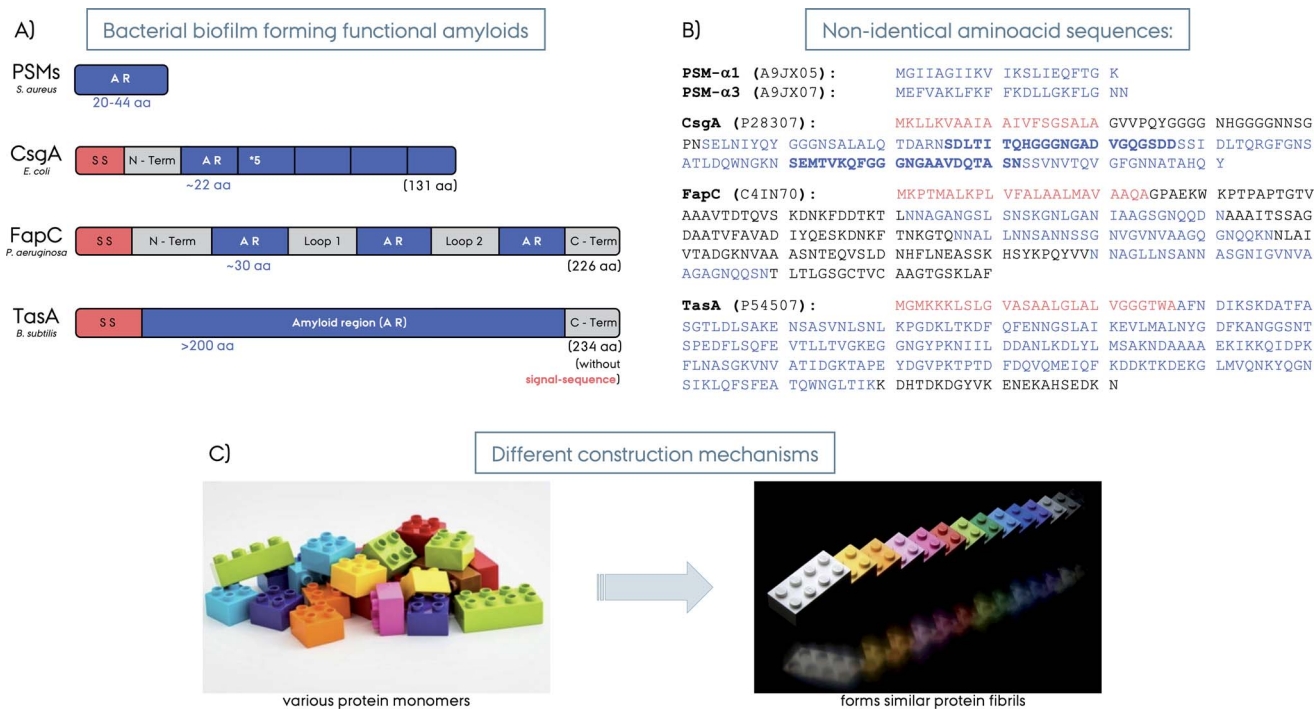 A)
Bacterial biofilm forming functional amyloids
PSMs
S. aureus
A R
20-44 aa
CsgA
E. coli
S S
N - Term
A R
*5
~22 aa
(131 aa)
FapC
P. aeruginosa
S S
N - Term
A R
Loop 1
A R
Loop 2
A R
C - Term
~30 aa
(226 aa)
TasA
B. subtilis
S S
Amyloid region (A R)
C - Term
>200 aa
(234 aa)
(without
signal-sequence)
B)
Non-identical aminoacid sequences:
PSM-α1 (A9JX05): MGIIAGIIKV IKSLIEQFTG K
PSM-α3 (A9JX07): MEFVAKLFKF FKDLLGKFLG NN
CsgA (P28307): MKLLKVAAIA AIVFSGSALA GVVPQYGGGG NHGGGGNNSG
PNSELNIYQY GGGNSALALQ TDARNSDLTI TQHGGGNGAD VGQGSDDSSI DLTQRGFGNS
ATLDQWNGKN SEMTVKQFGG GNGAAVDQTA SNSSVNVTQV GFGNNATAHQ Y
FapC (C4IN70): MKPTMALKPL VFALAALMAV AAQAGPAEKW KPTPAPTGTV
AAAVTDTQVS KDNKFDDTKT LNNAGANGSL SNSKGNLGAN IAAGSGNQQD NAAAITSSAG
DAATVFAVAD IYQESKDNKF TNKGTQNNAL LNNSANNSSG NVGVNVAAGQ GNQQKNNLAI
VTADGKNVAA ASNTEQVSLD NHFLNEASSK HSYKPQYVVN NAGLLNSANN ASGNIGVNVA
AGAGNQQSNT LTLGSGCTVC AAGTGSKLAF
TasA (P54507): MGMKKKLSLG VASAALGLAL VGGGTWAAFN DIKSKDATFA
SGTLDLSAKE NSASVNLSNL KPGDKLTKDF QFENNGSLAI KEVLMALNYG DFKANGGSNT
SPEDFLSQFE VTLLTVGKEG GNGYPKNIIL DDANLKDLYL MSAKNDAAAA EKIKKQIDPK
FLNASGKVNV ATIDGKTAPE YDGVPKTPTD FDQVQMEIQF KDDKTKDEKG LMVQNKYQGN
SIKLQFSFEA TQWNGLTIKK DHTDKDGYVK ENEKAHSEDK N
C)
Different construction mechanisms
various protein monomers
forms similar protein fibrils